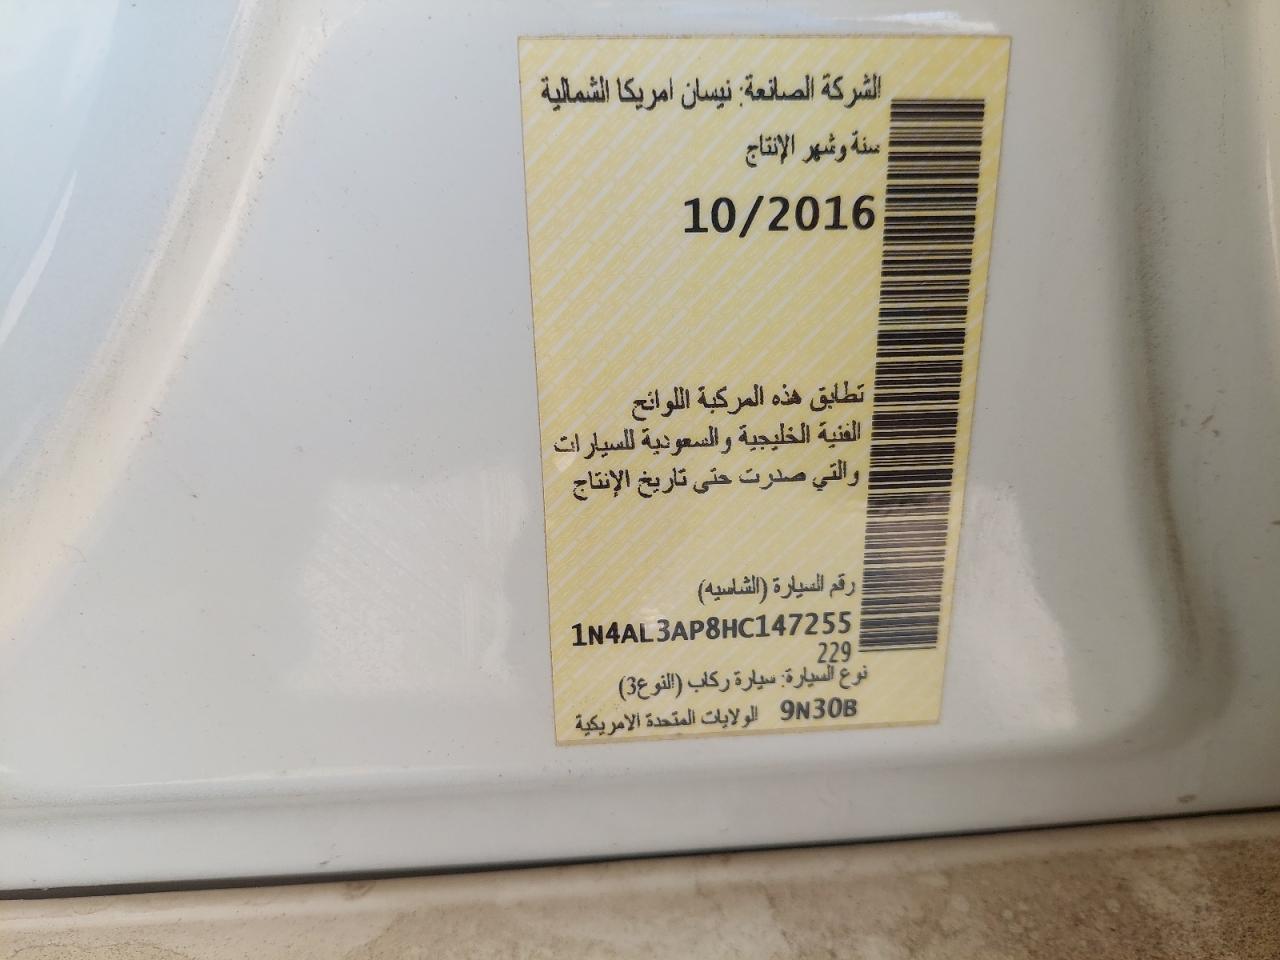 الشركة الصانعة: نيسان امريكا الشمالية
سنة وشهر الإنتاج
10/2016
تطابق هذه المركبة اللوائح
الفنية الخليجية والسعودية للسيارات
والتي صدرت حتى تاريخ الإنتاج
رقم السيارة (الشاسيه)
1N4AL3AP8HC147255
229
نوع السيارة: سيارة ركاب (النوع3)
9N30B الولايات المتحدة الامريكية